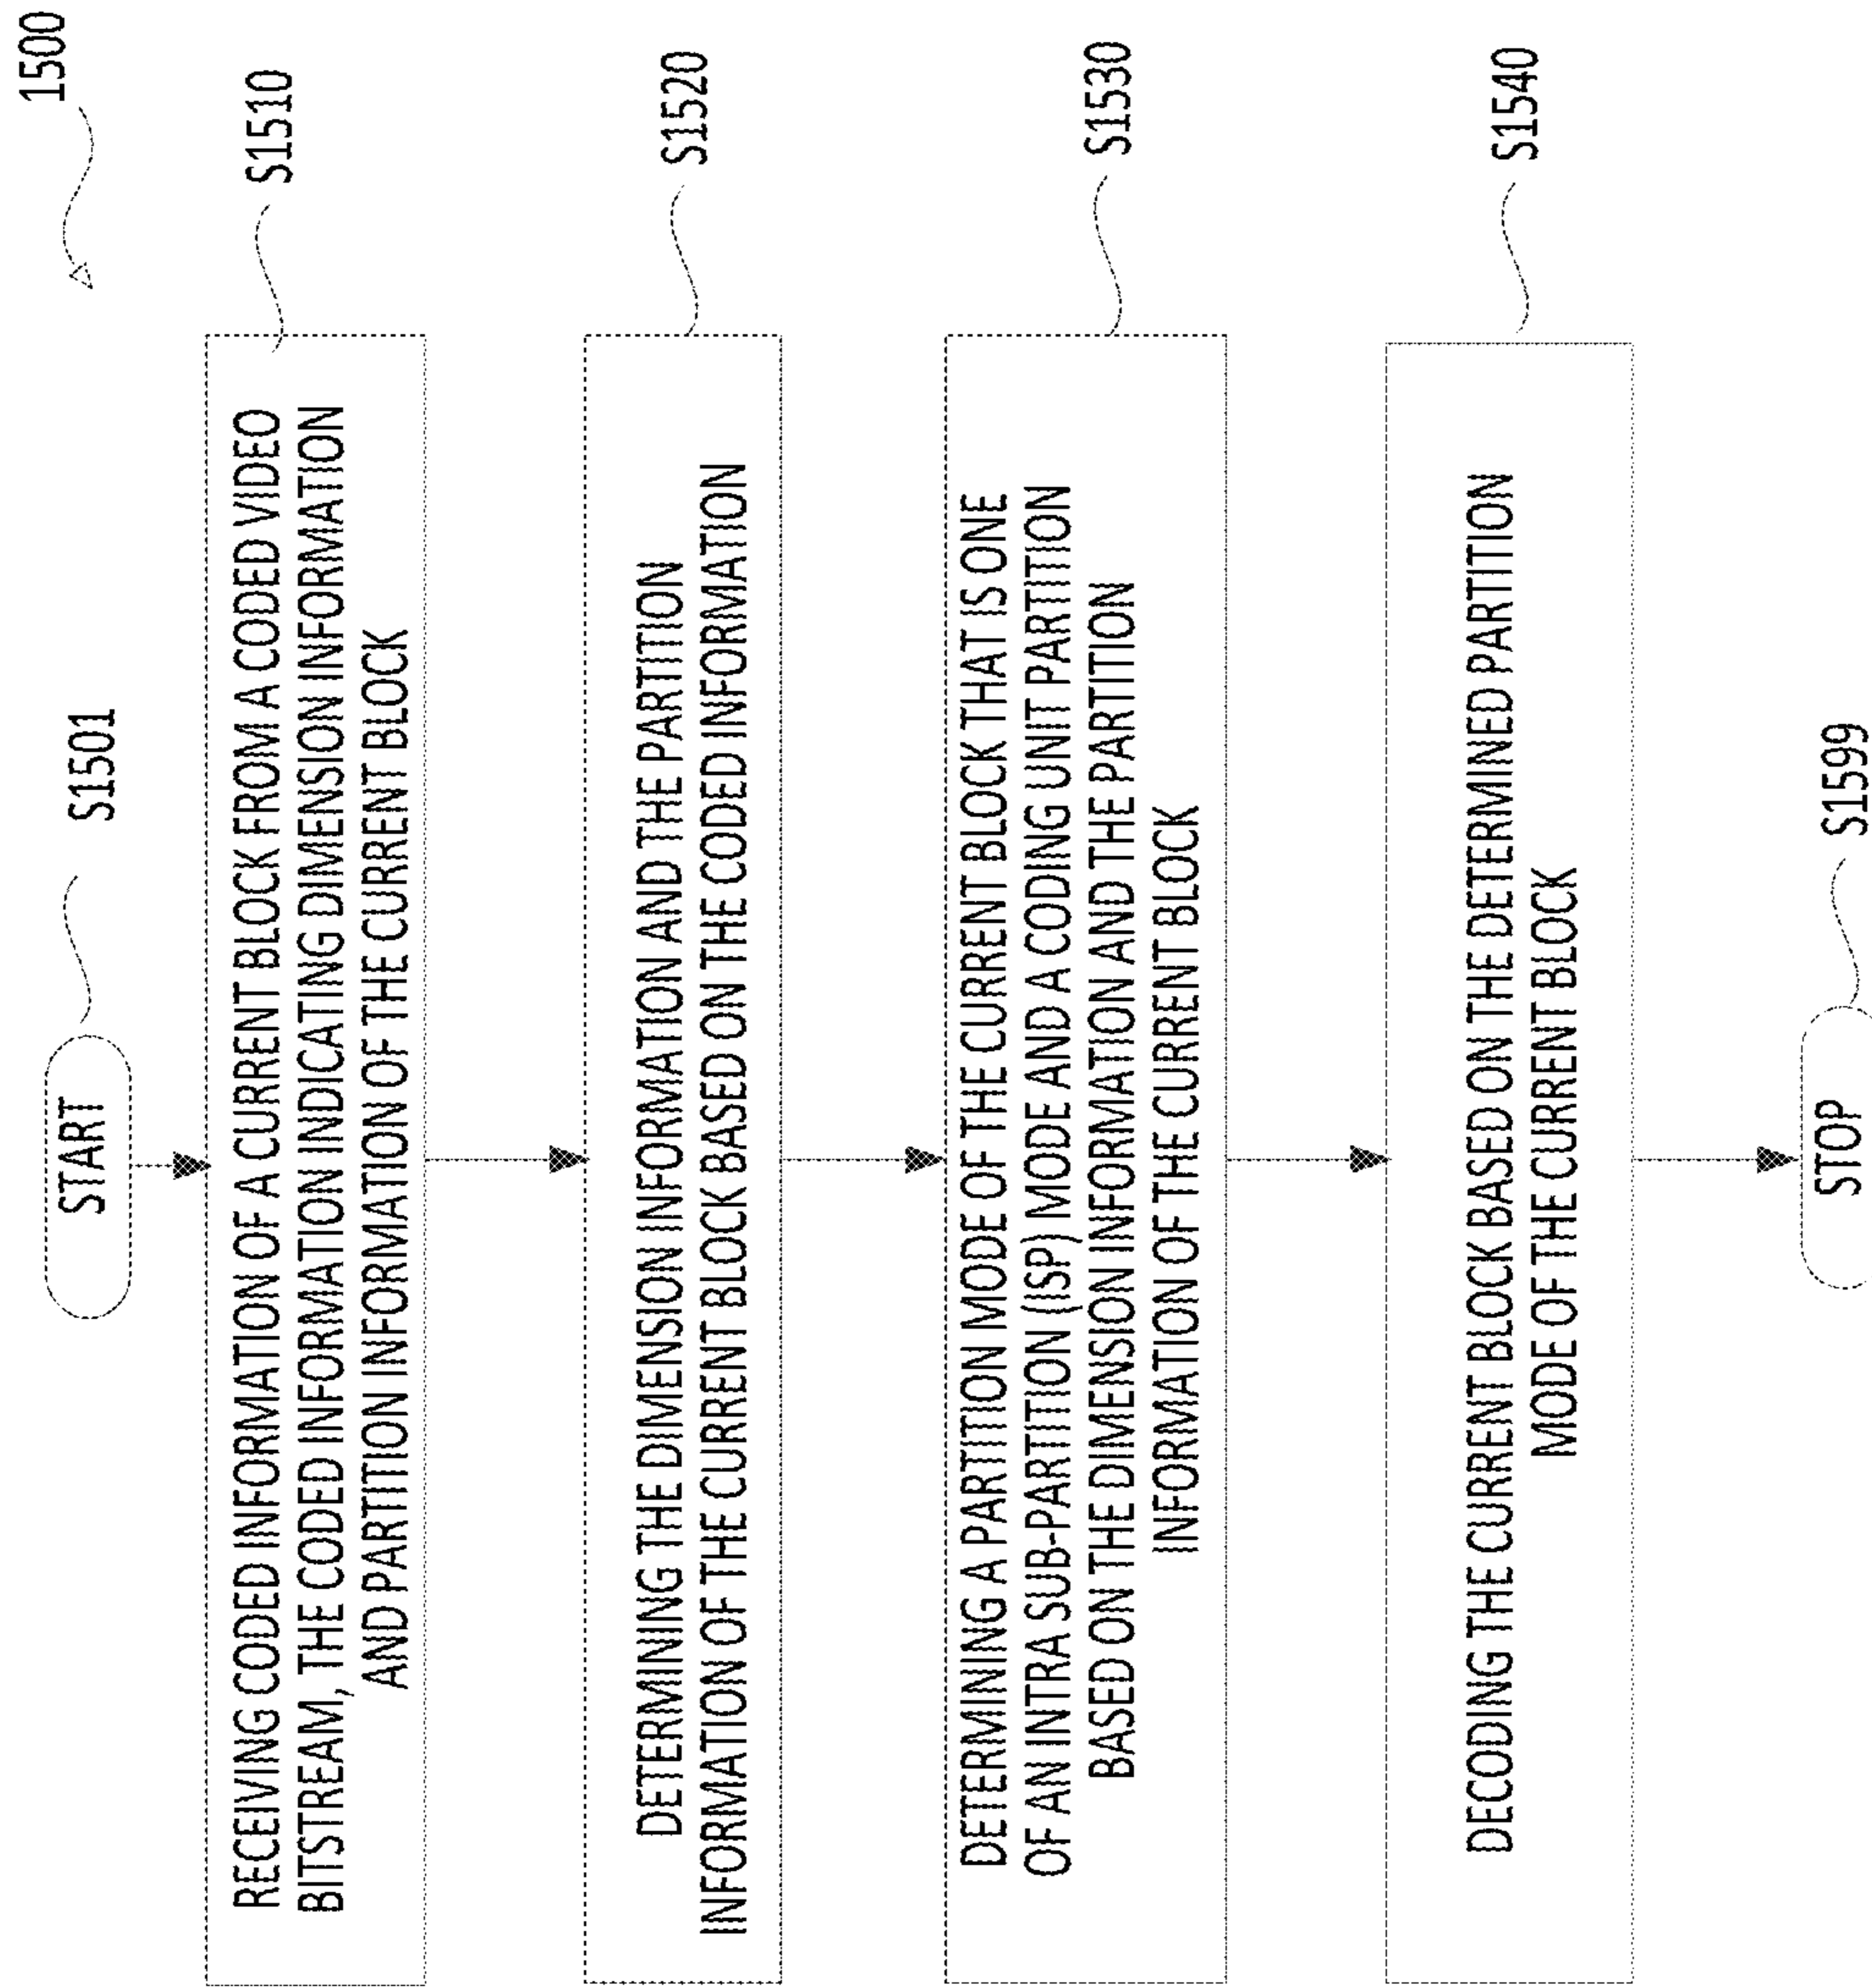 1500
START
S1501
RECEIVING CODED INFORMATION OF A CURRENT BLOCK FROM A CODED VIDEO
BITSTREAM, THE CODED INFORMATION INDICATING DIMENSION INFORMATION
AND PARTITION INFORMATION OF THE CURRENT BLOCK
S1510
DETERMINING THE DIMENSION INFORMATION AND THE PARTITION
INFORMATION OF THE CURRENT BLOCK BASED ON THE CODED INFORMATION
S1520
DETERMINING A PARTITION MODE OF THE CURRENT BLOCK THAT IS ONE
OF AN INTRA SUB-PARTITION (ISP) MODE AND A CODING UNIT PARTITION
BASED ON THE DIMENSION INFORMATION AND THE PARTITION
INFORMATION OF THE CURRENT BLOCK
S1530
DECODING THE CURRENT BLOCK BASED ON THE DETERMINED PARTITION
MODE OF THE CURRENT BLOCK
S1540
STOP
S1599